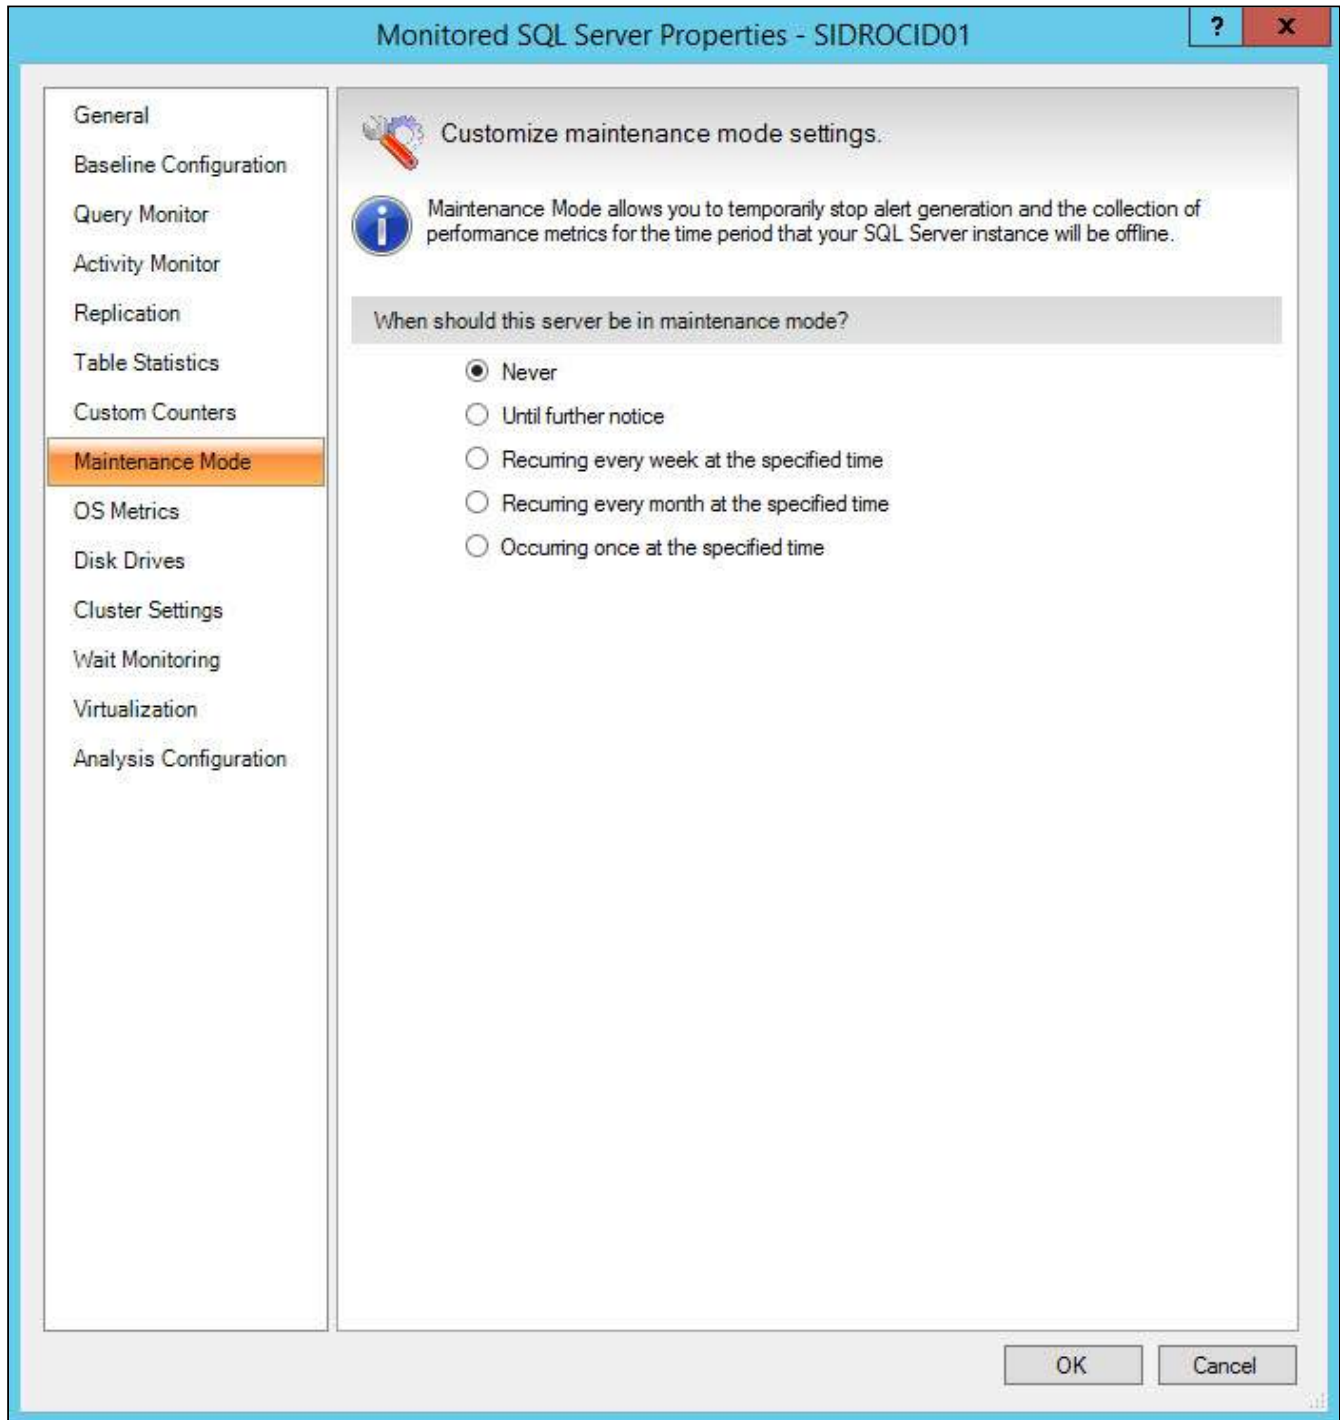 Monitored SQL Server Properties - SIDROCID01
? x
General
Baseline Configuration
Query Monitor
Activity Monitor
Replication
Table Statistics
Custom Counters
Maintenance Mode
OS Metrics
Disk Drives
Cluster Settings
Wait Monitoring
Virtualization
Analysis Configuration
Customize maintenance mode settings.
Maintenance Mode allows you to temporarily stop alert generation and the collection of
performance metrics for the time period that your SQL Server instance will be offline.
When should this server be in maintenance mode?
Never
Until further notice
Recurring every week at the specified time
Recurring every month at the specified time
Occurring once at the specified time
OK
Cancel